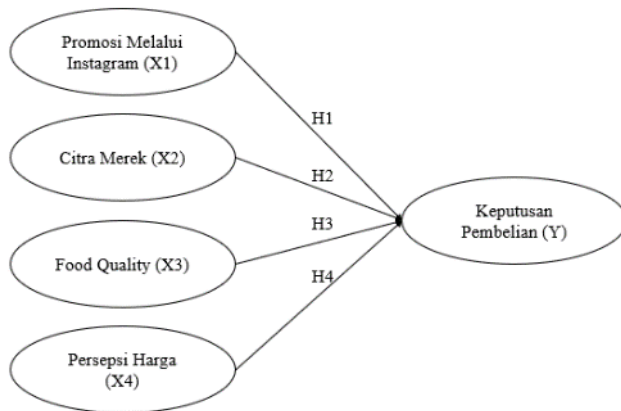 Promosi Melalui
Instagram (X1)
H1
Citra Merek (X2)
H2
Keputusan
Pembelian (Y)
H3
Food Quality (X3)
H4
Persepsi Harga
(X4)